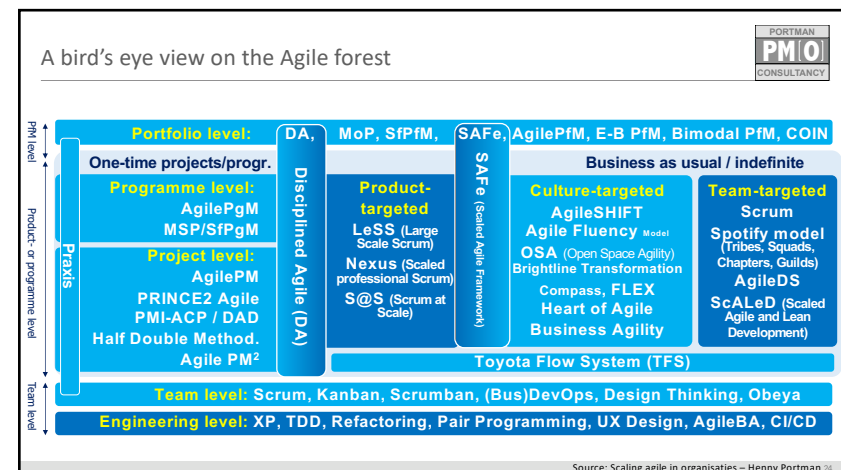 A bird's eye view on the Agile forest
PORTMAN
PM[O]
CONSULTANCY
PfM level
Portfolio level: DA, MoP, SfPfM, SAFe, AgilePfM, E-B PfM, Bimodal PfM, COIN
Product- or programme level
Praxis
One-time projects/progr.
Business as usual / indefinite
Programme level:
AgilePgM
MSP/SfPgM
Project level:
AgilePM
PRINCE2 Agile
PMI-ACP / DAD
Half Double Method.
Agile PM²
Disciplined Agile (DA)
Product-
targeted
LeSS (Large
Scale Scrum)
Nexus (Scaled
professional Scrum)
S@S (Scrum at
Scale)
SAFe (Scaled Agile Framework)
Culture-targeted
AgileSHIFT
Agile Fluency Model
OSA (Open Space Agility)
Brightline Transformation
Compass, FLEX
Heart of Agile
Business Agility
Team-targeted
Scrum
Spotify model
(Tribes, Squads,
Chapters, Guilds)
AgileDS
ScALeD (Scaled
Agile and Lean
Development)
Toyota Flow System (TFS)
Team level
Team level: Scrum, Kanban, Scrumban, (Bus)DevOps, Design Thinking, Obeya
Engineering level: XP, TDD, Refactoring, Pair Programming, UX Design, AgileBA, CI/CD
Source: Scaling agile in organisaties – Henny Portman 24